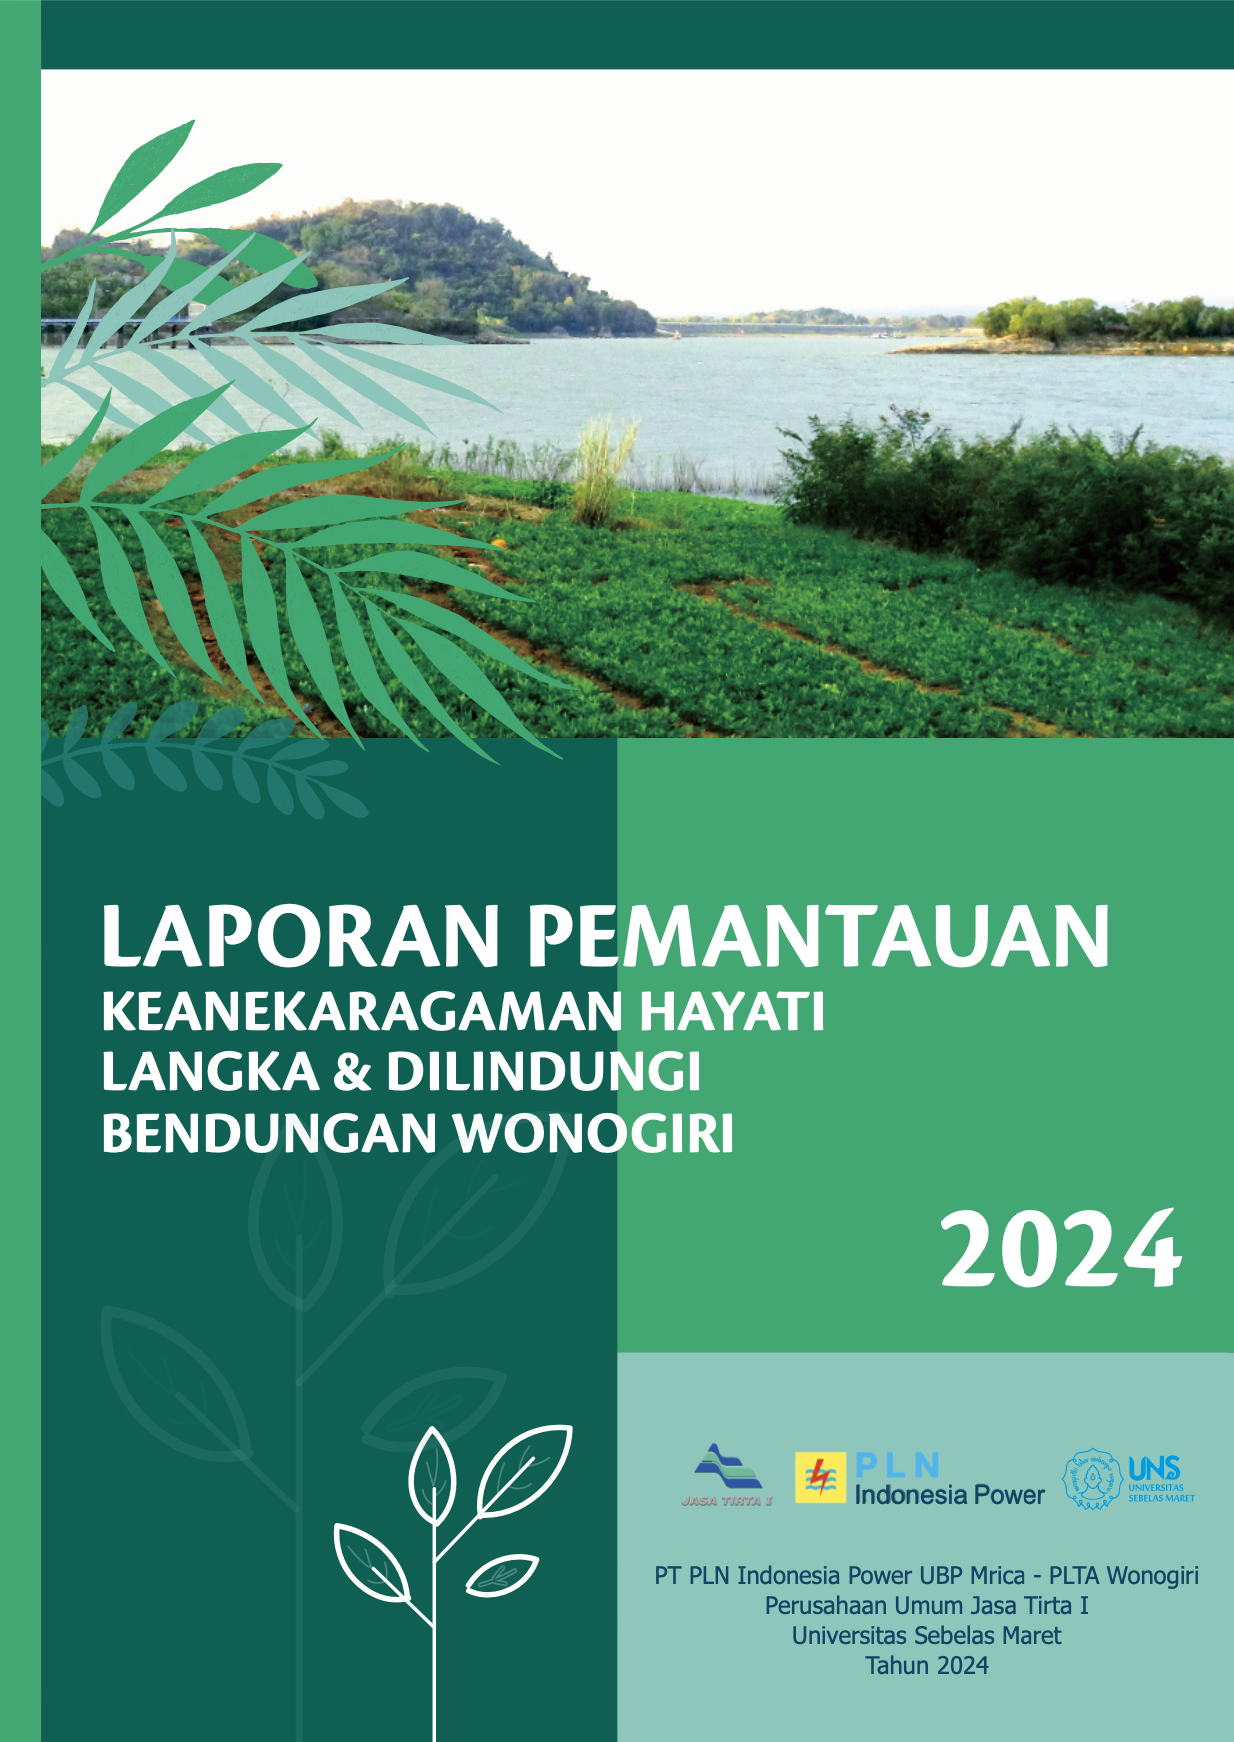 LAPORAN PEMANTAUAN
KEANEKARAGAMAN HAYATI
LANGKA & DILINDUNGI
BENDUNGAN WONOGIRI
2024
JASA TIRTA I
PLN
Indonesia Power
UNS
UNIVERSITAS
SEBELAS MARET
PT PLN Indonesia Power UBP Mrica - PLTA Wonogiri
Perusahaan Umum Jasa Tirta I
Universitas Sebelas Maret
Tahun 2024